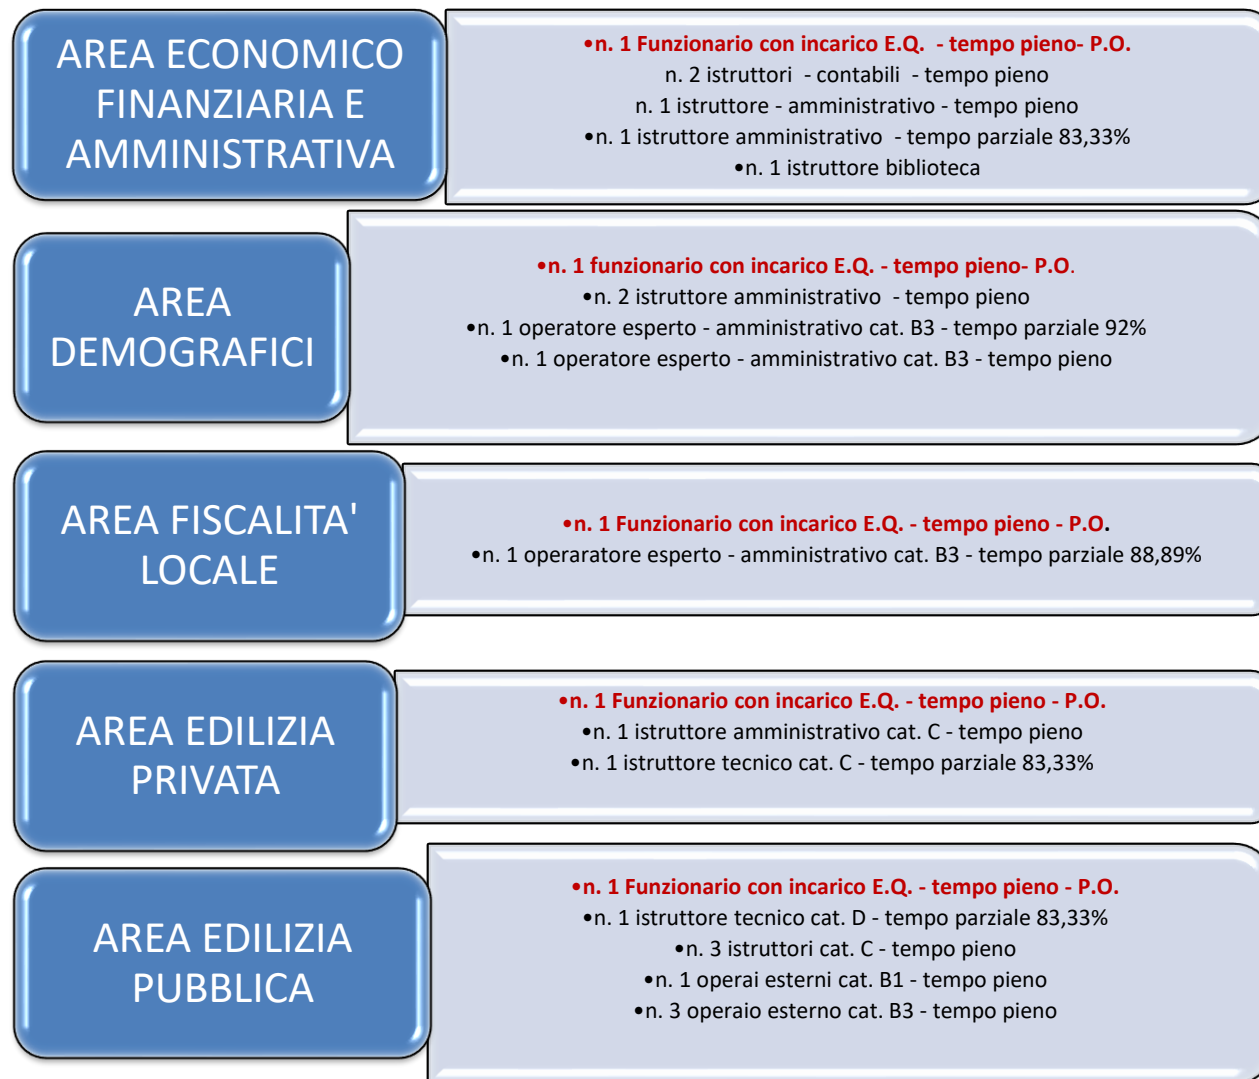 AREA ECONOMICO
FINANZIARIA E
AMMINISTRATIVA
•n. 1 Funzionario con incarico E.Q.  - tempo pieno- P.O.
n. 2 istruttori  - contabili  - tempo pieno
n. 1 istruttore - amministrativo - tempo pieno
•n. 1 istruttore amministrativo  - tempo parziale 83,33%
•n. 1 istruttore biblioteca
AREA
DEMOGRAFICI
•n. 1 funzionario con incarico E.Q. - tempo pieno- P.O.
•n. 2 istruttore amministrativo  - tempo pieno
•n. 1 operatore esperto - amministrativo cat. B3 - tempo parziale 92%
•n. 1 operatore esperto - amministrativo cat. B3 - tempo pieno
AREA FISCALITA'
LOCALE
•n. 1 Funzionario con incarico E.Q. - tempo pieno - P.O.
•n. 1 operaratore esperto - amministrativo cat. B3 - tempo parziale 88,89%
AREA EDILIZIA
PRIVATA
•n. 1 Funzionario con incarico E.Q. - tempo pieno - P.O.
•n. 1 istruttore amministrativo cat. C - tempo pieno
•n. 1 istruttore tecnico cat. C - tempo parziale 83,33%
AREA EDILIZIA
PUBBLICA
•n. 1 Funzionario con incarico E.Q. - tempo pieno - P.O.
•n. 1 istruttore tecnico cat. D - tempo parziale 83,33%
•n. 3 istruttori cat. C - tempo pieno
•n. 1 operai esterni cat. B1 - tempo pieno
•n. 3 operaio esterno cat. B3 - tempo pieno